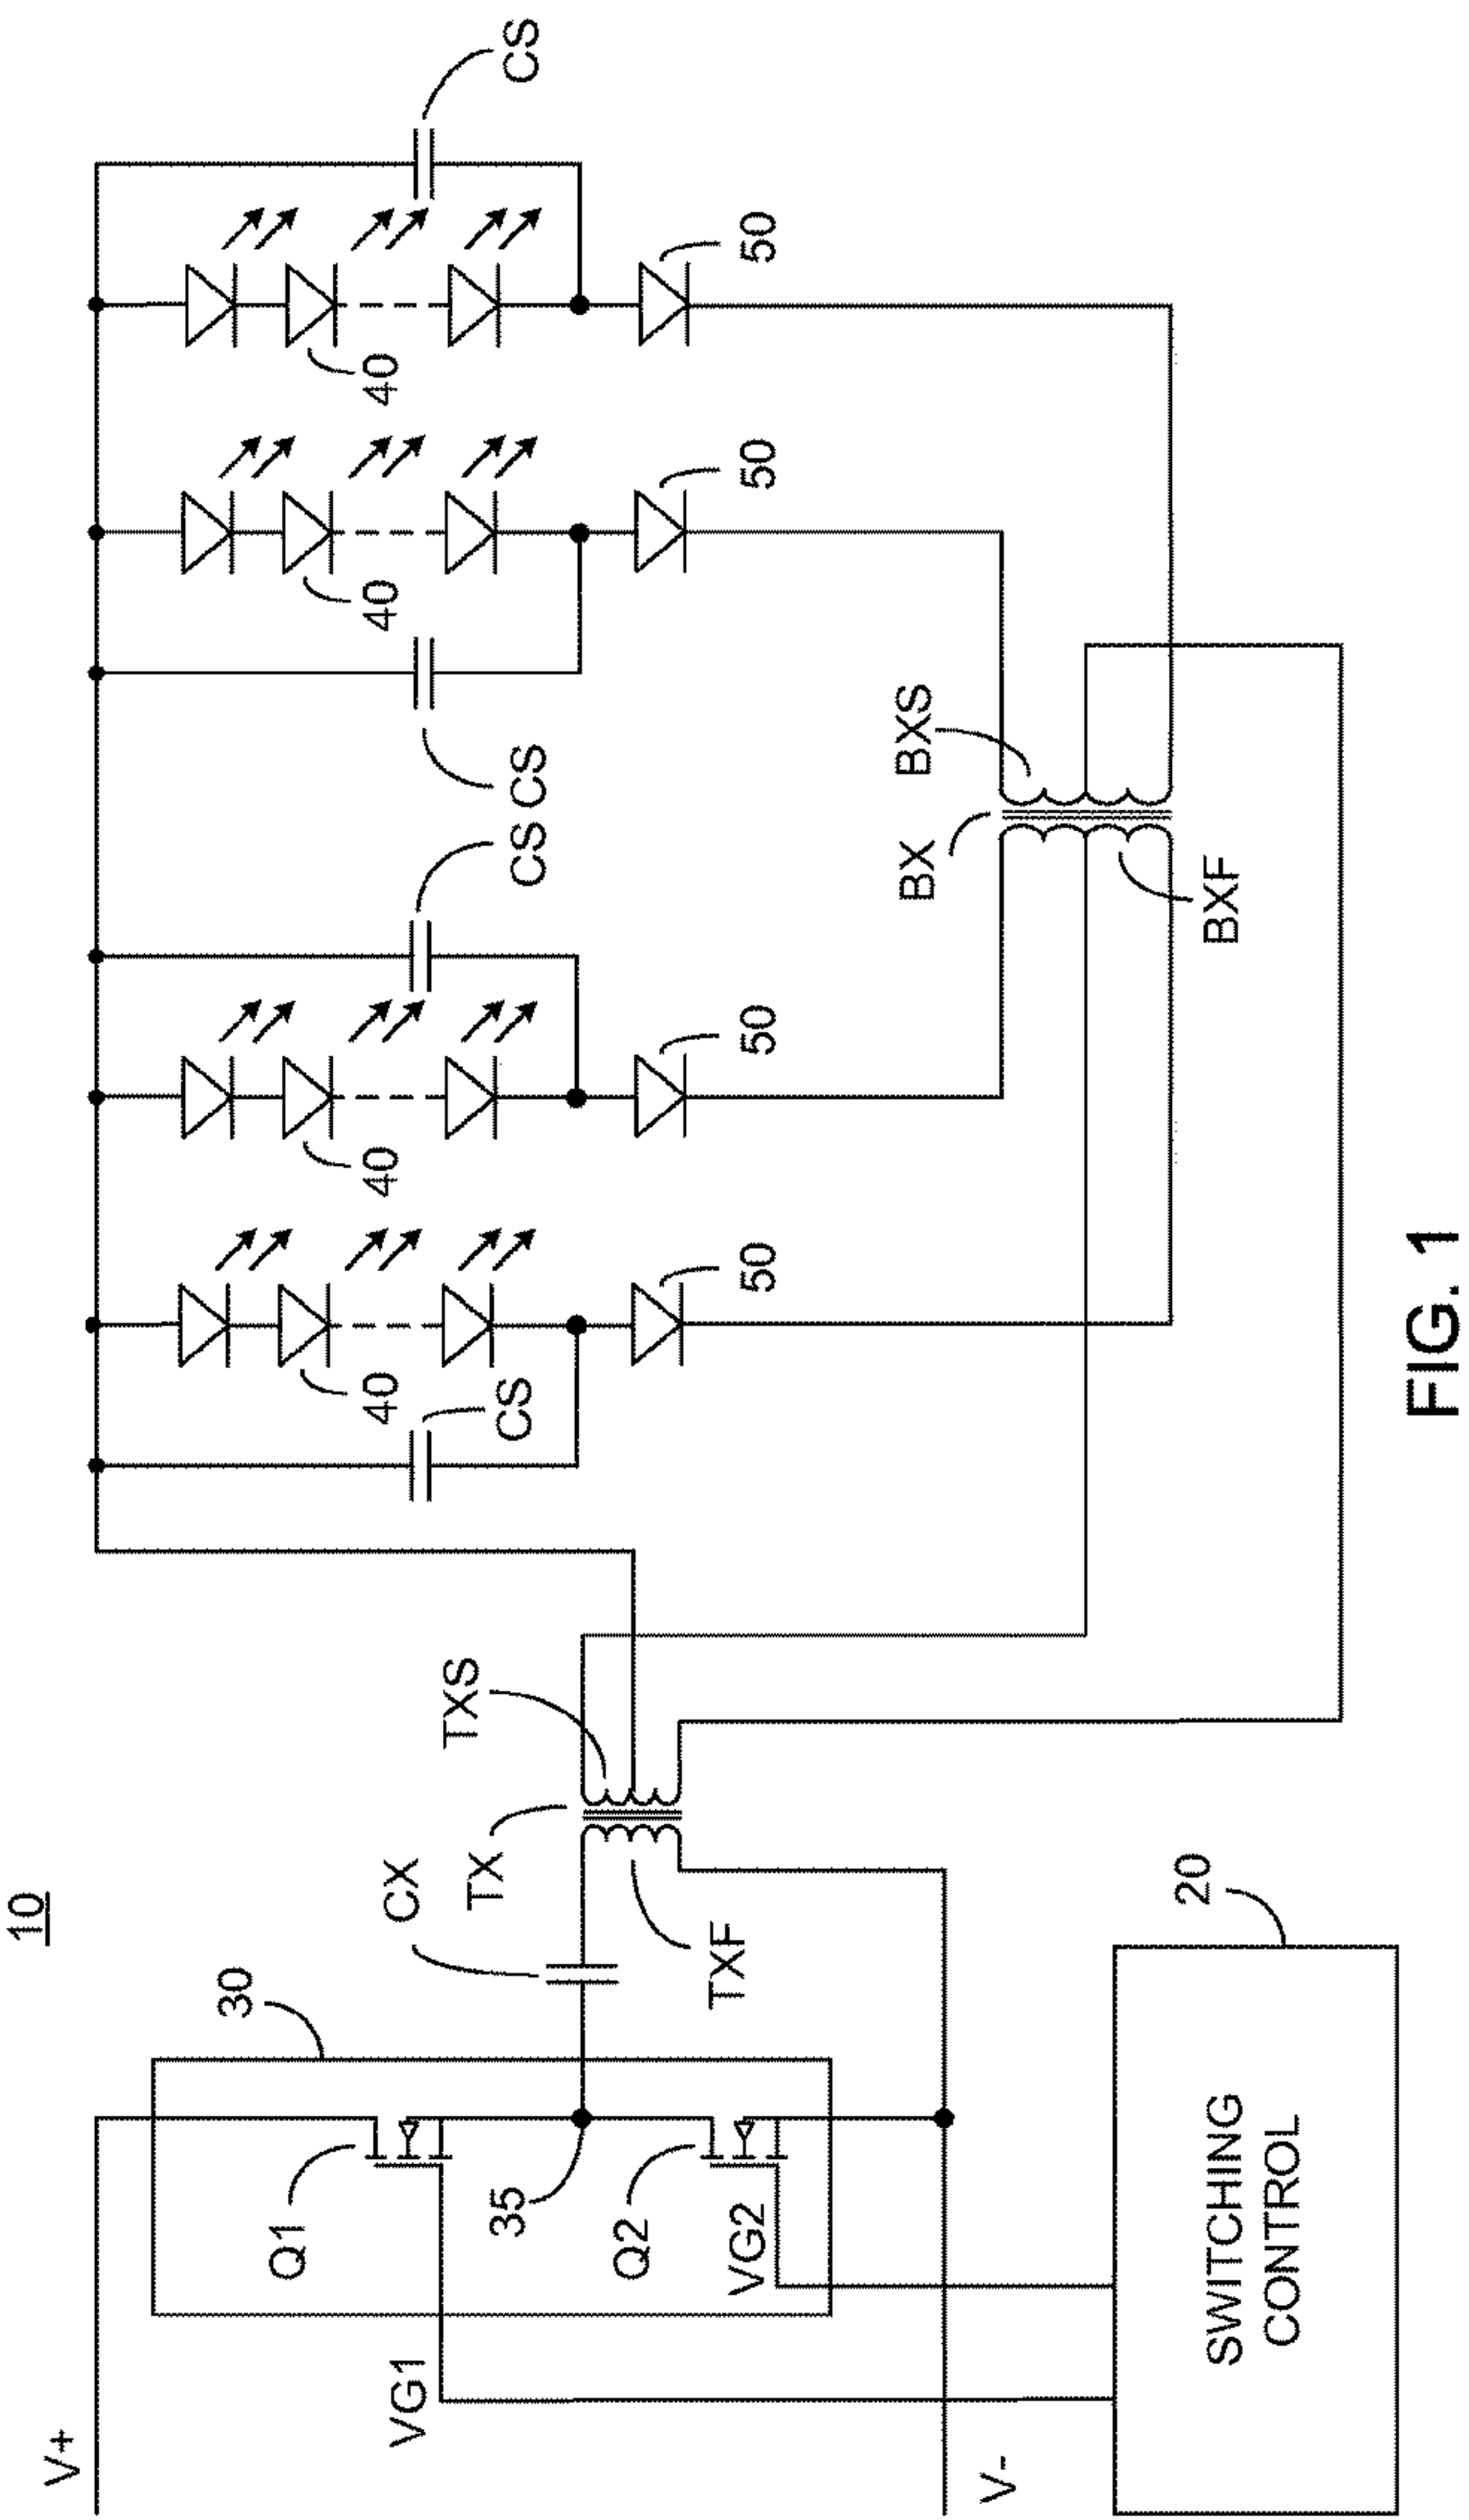 10
V+
30
Q1
VG1
35
Q2
VG2
V-
SWITCHING
CONTROL
20
CX
TX
TXF
TXS
CS
40
50
40
50
CS
CS
40
50
40
50
CS
BX
BXS
BXF
FIG. 1